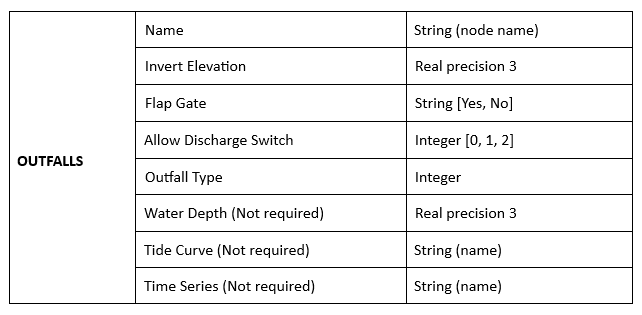 Name String (node name)
Invert Elevation Real precision 3
Flap Gate String [Yes, No]
Allow Discharge Switch Integer [0, 1, 2]
OUTFALLS
Outfall Type Integer
Water Depth (Not required) Real precision 3
Tide Curve (Not required) String (name)
Time Series (Not required) String (name)